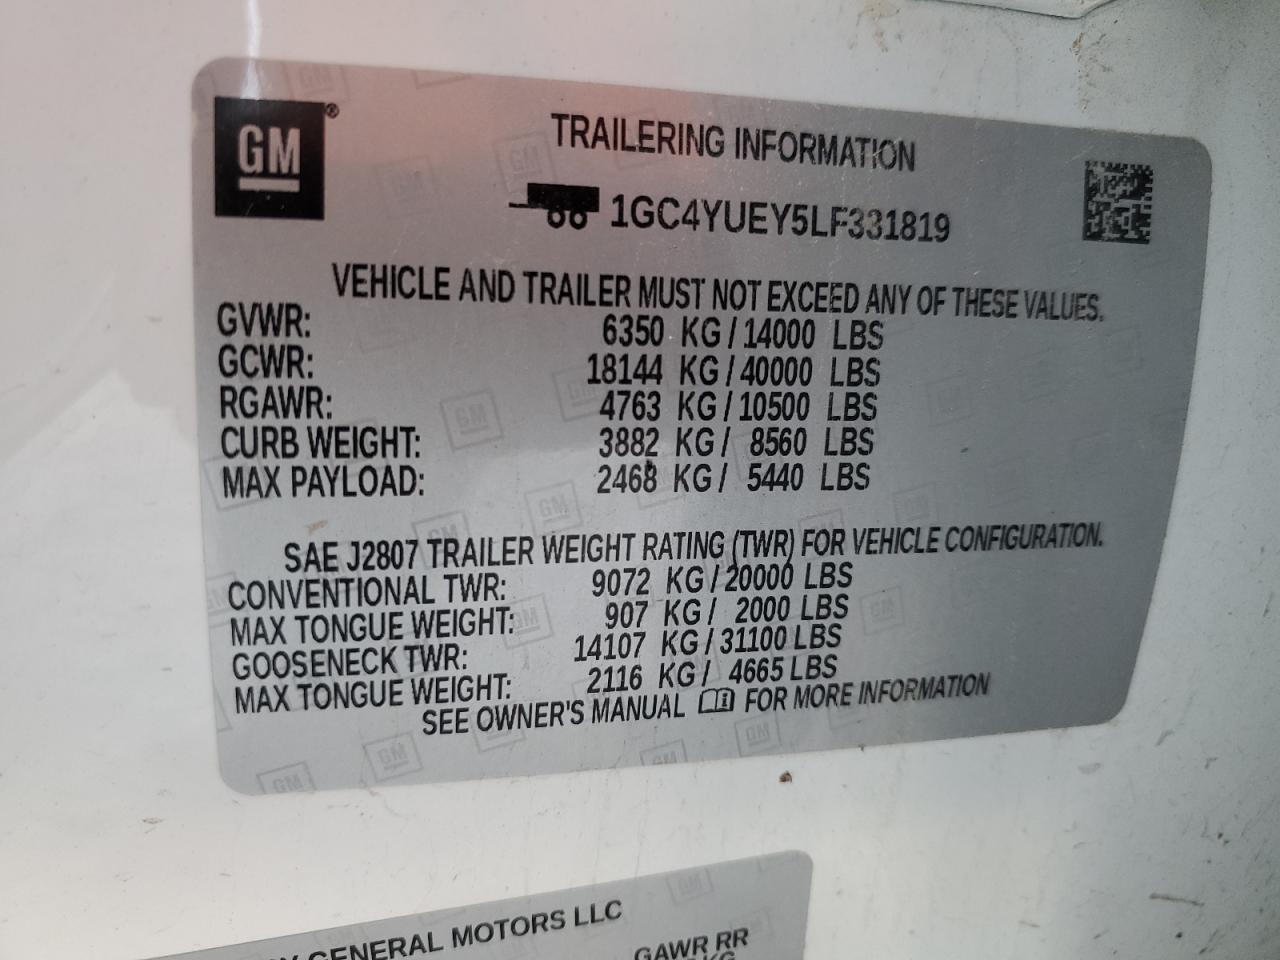 GM ®
TRAILERING INFORMATION
1GC4YUEY5LF331819
VEHICLE AND TRAILER MUST NOT EXCEED ANY OF THESE VALUES.
GVWR: 6350 KG / 14000 LBS
GCWR: 18144 KG / 40000 LBS
RGAWR: 4763 KG / 10500 LBS
CURB WEIGHT: 3882 KG / 8560 LBS
MAX PAYLOAD: 2468 KG / 5440 LBS
SAE J2807 TRAILER WEIGHT RATING (TWR) FOR VEHICLE CONFIGURATION.
CONVENTIONAL TWR: 9072 KG / 20000 LBS
MAX TONGUE WEIGHT: 907 KG / 2000 LBS
GOOSENECK TWR: 14107 KG / 31100 LBS
MAX TONGUE WEIGHT: 2116 KG / 4665 LBS
SEE OWNER'S MANUAL FOR MORE INFORMATION
GENERAL MOTORS LLC
GAWR RR
KG